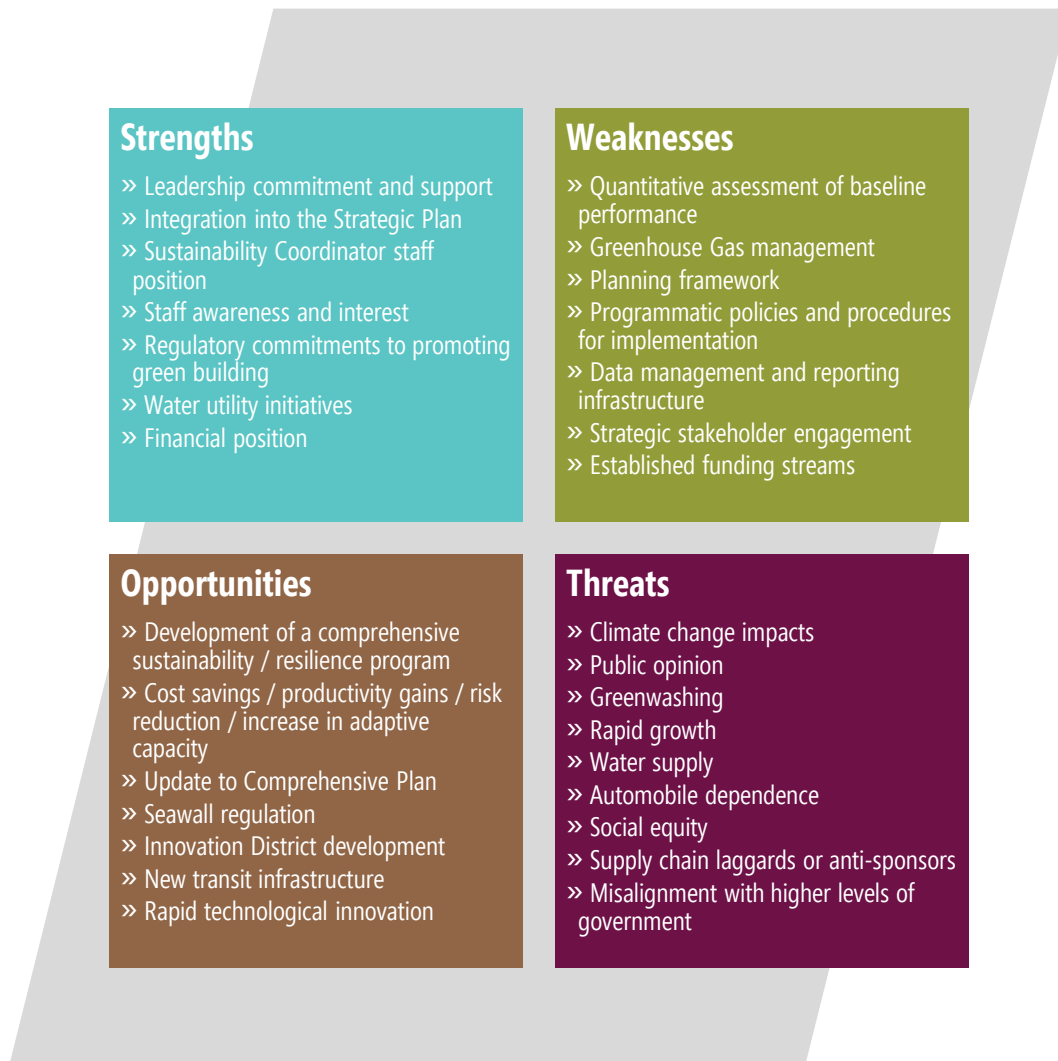 Strengths
» Leadership commitment and support
» Integration into the Strategic Plan
» Sustainability Coordinator staff
position
» Staff awareness and interest
» Regulatory commitments to promoting
green building
» Water utility initiatives
» Financial position
Weaknesses
» Quantitative assessment of baseline
performance
» Greenhouse Gas management
» Planning framework
» Programmatic policies and procedures
for implementation
» Data management and reporting
infrastructure
» Strategic stakeholder engagement
» Established funding streams
Opportunities
» Development of a comprehensive
sustainability / resilience program
» Cost savings / productivity gains / risk
reduction / increase in adaptive
capacity
» Update to Comprehensive Plan
» Seawall regulation
» Innovation District development
» New transit infrastructure
» Rapid technological innovation
Threats
» Climate change impacts
» Public opinion
» Greenwashing
» Rapid growth
» Water supply
» Automobile dependence
» Social equity
» Supply chain laggards or anti-sponsors
» Misalignment with higher levels of
government